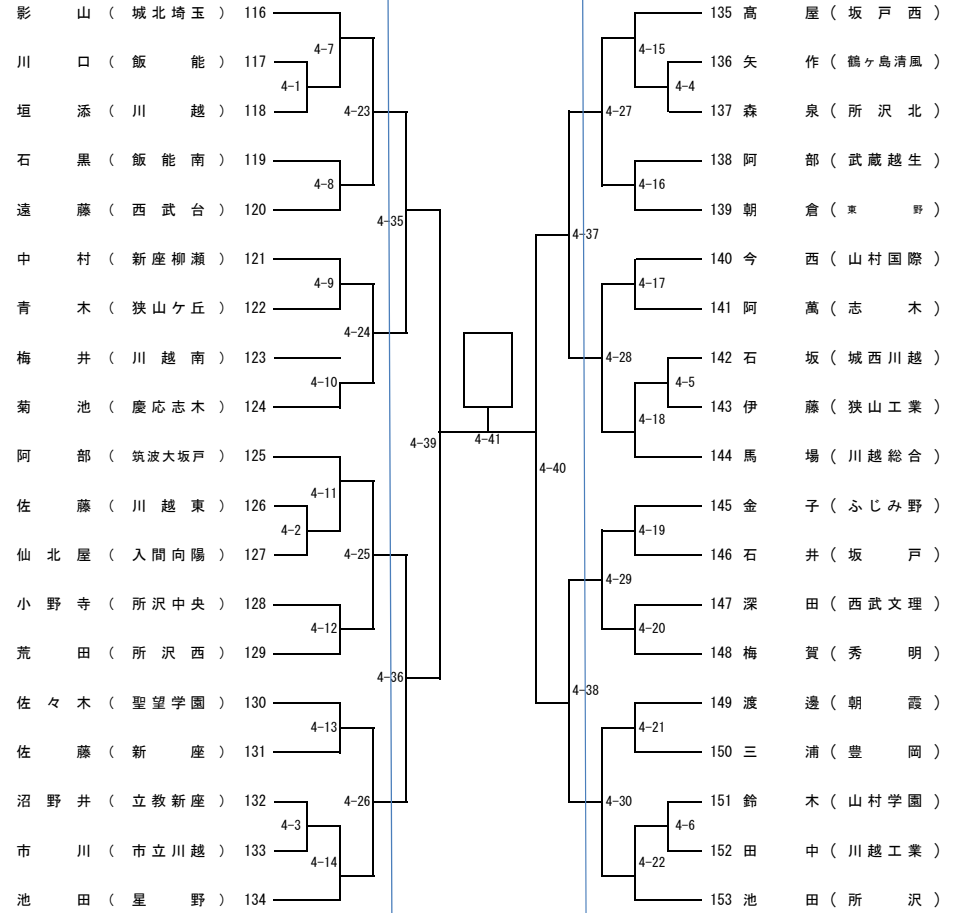 影山（城北埼玉）116
4-7
川口（飯能）117
4-1
垣添（川越）118
4-23
石黒（飯能南）119
4-8
遠藤（西武台）120
4-35
中村（新座柳瀬）121
4-9
青木（狭山ケ丘）122
4-24
梅井（川越南）123
4-10
菊池（慶応志木）124
4-39
阿部（筑波大坂戸）125
4-11
佐藤（川越東）126
4-2
仙北屋（入間向陽）127
4-25
小野寺（所沢中央）128
4-12
荒田（所沢西）129
4-36
佐々木（聖望学園）130
4-13
佐藤（新座）131
4-26
沼野井（立教新座）132
4-3
市川（市立川越）133
4-14
池田（星野）134
4-41
135 髙屋（坂戸西）
4-15
136 矢作（鶴ヶ島清風）
4-4
137 森泉（所沢北）
4-27
138 阿部（武蔵越生）
4-16
139 朝倉（東野）
4-37
140 今西（山村国際）
4-17
141 阿萬（志木）
4-28
142 石坂（城西川越）
4-5
143 伊藤（狭山工業）
4-18
144 馬場（川越総合）
4-40
145 金子（ふじみ野）
4-19
146 石井（坂戸）
4-29
147 深田（西武文理）
4-20
148 梅賀（秀明）
4-38
149 渡邊（朝霞）
4-21
150 三浦（豊岡）
4-30
151 鈴木（山村学園）
4-6
152 田中（川越工業）
4-22
153 池田（所沢）